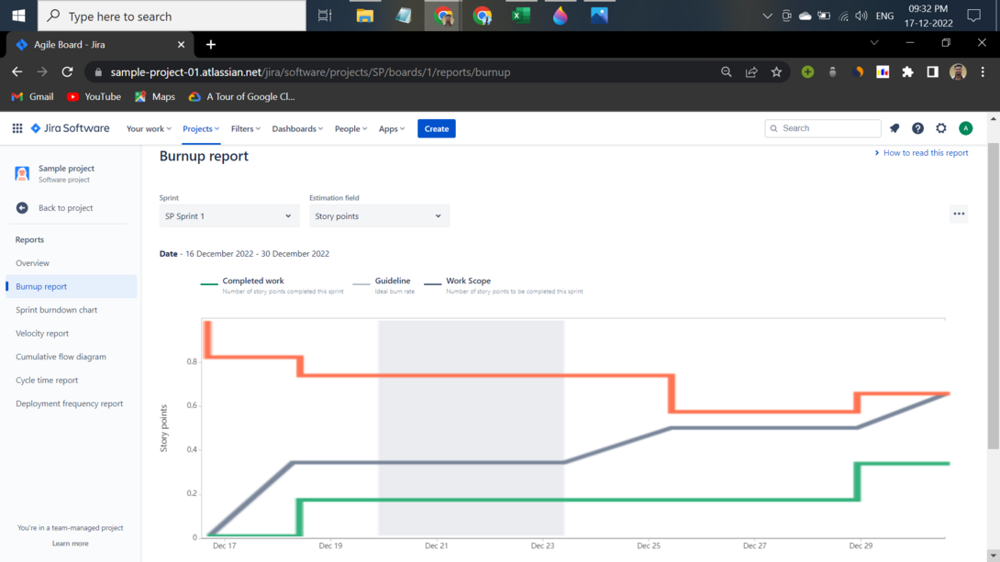 Type here to search
09:32 PM
ENG
17-12-2022
Agile Board - Jira
sample-project-01.atlassian.net/jira/software/projects/SP/boards/1/reports/burnup
Gmail
YouTube
Maps
A Tour of Google Cl...
Jira Software
Your work
Projects
Filters
Dashboards
People
Apps
Create
Search
A
Sample project
Software project
Back to project
Reports
Overview
Burnup report
Sprint burndown chart
Velocity report
Cumulative flow diagram
Cycle time report
Deployment frequency report
You're in a team-managed project
Learn more
Burnup report
How to read this report
Sprint
Estimation field
SP Sprint 1
Story points
Date - 16 December 2022 - 30 December 2022
Completed work
Number of story points completed this sprint
Guideline
Ideal burn rate
Work Scope
Number of story points to be completed this sprint
Story points
0.8
0.6
0.4
0.2
0
Dec 17
Dec 19
Dec 21
Dec 23
Dec 25
Dec 27
Dec 29